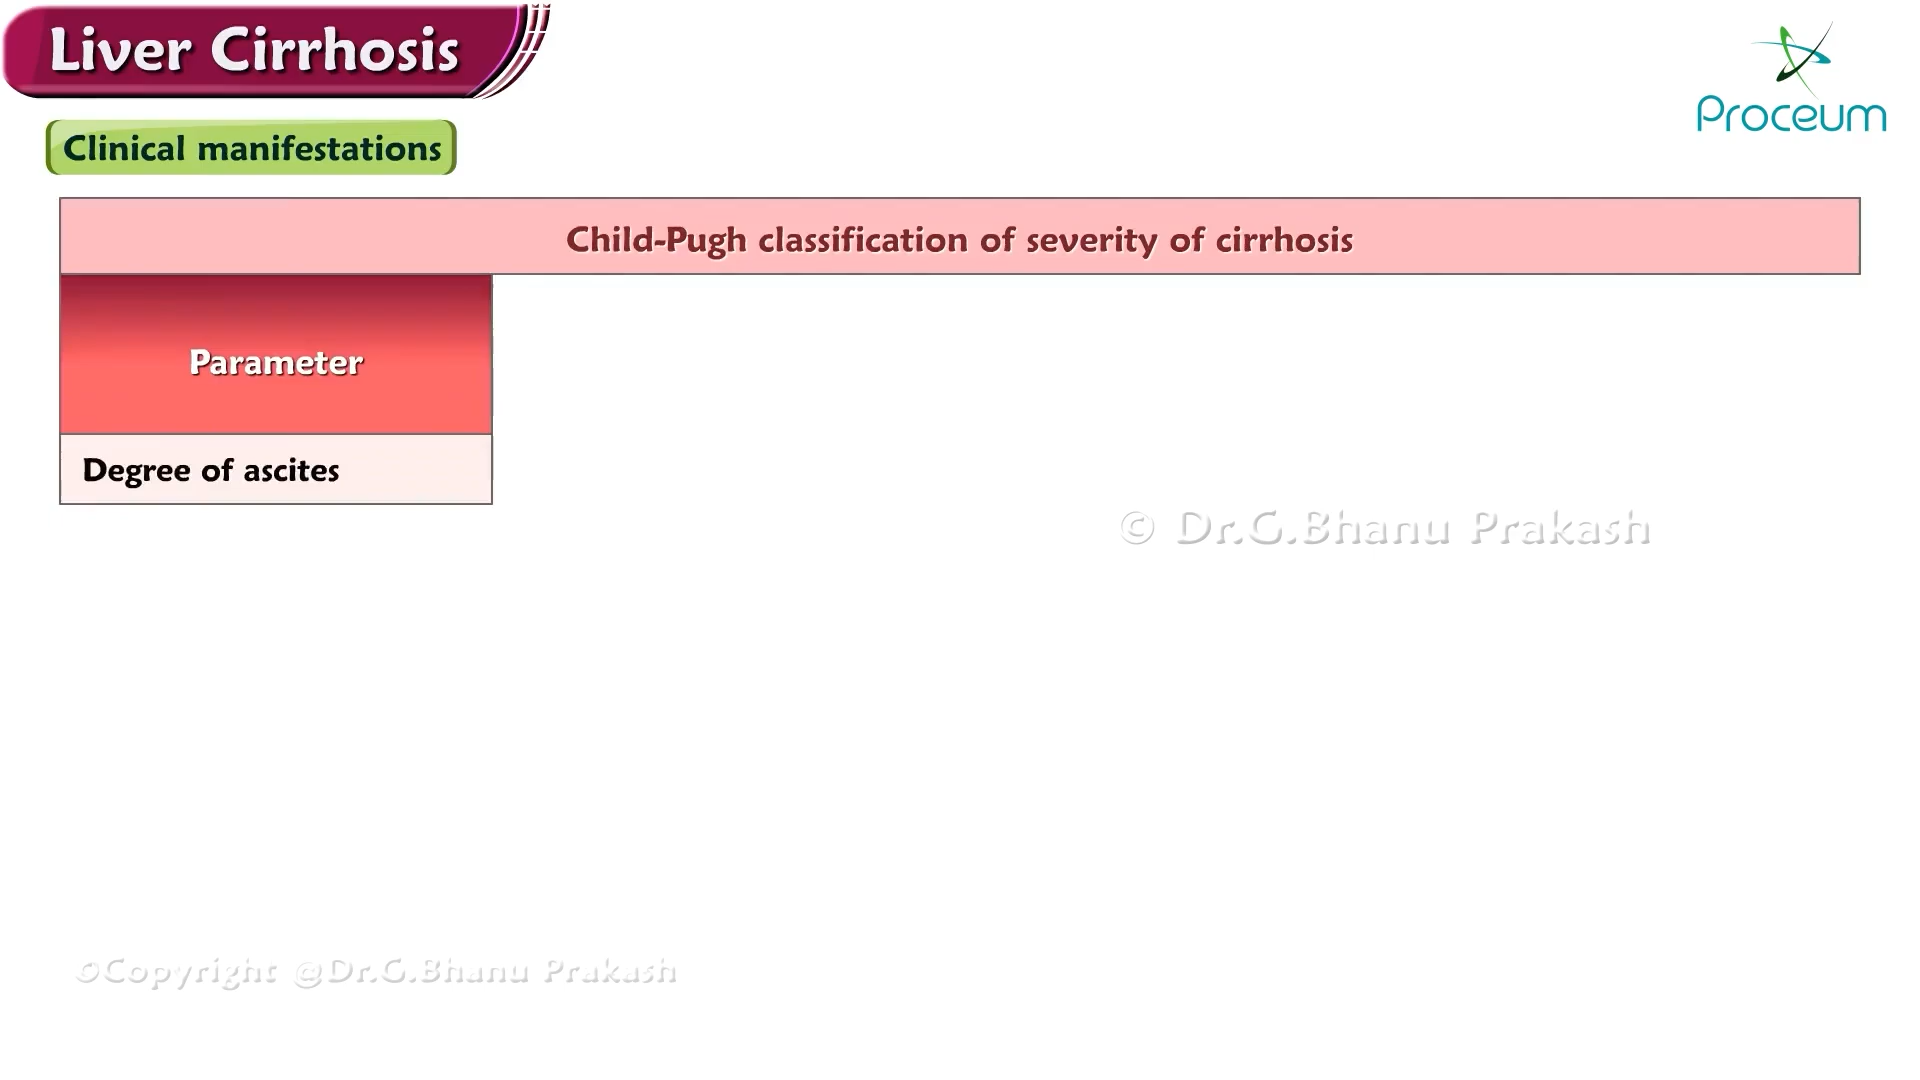 Liver Cirrhosis
Proceum
Clinical manifestations
Child-Pugh classification of severity of cirrhosis
Parameter
Degree of ascites
© Dr.G.Bhanu Prakash
©Copyright @Dr.G.Bhanu Prakash